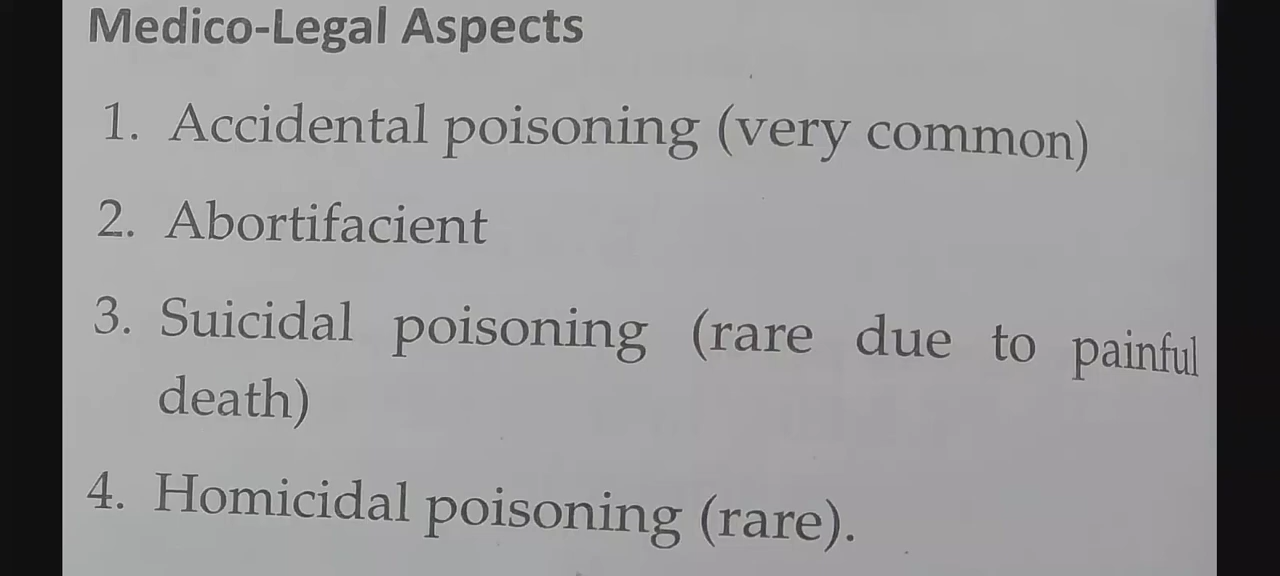 Medico-Legal Aspects
1. Accidental poisoning (very common)
2. Abortifacient
3. Suicidal poisoning (rare due to painful
death)
4. Homicidal poisoning (rare).